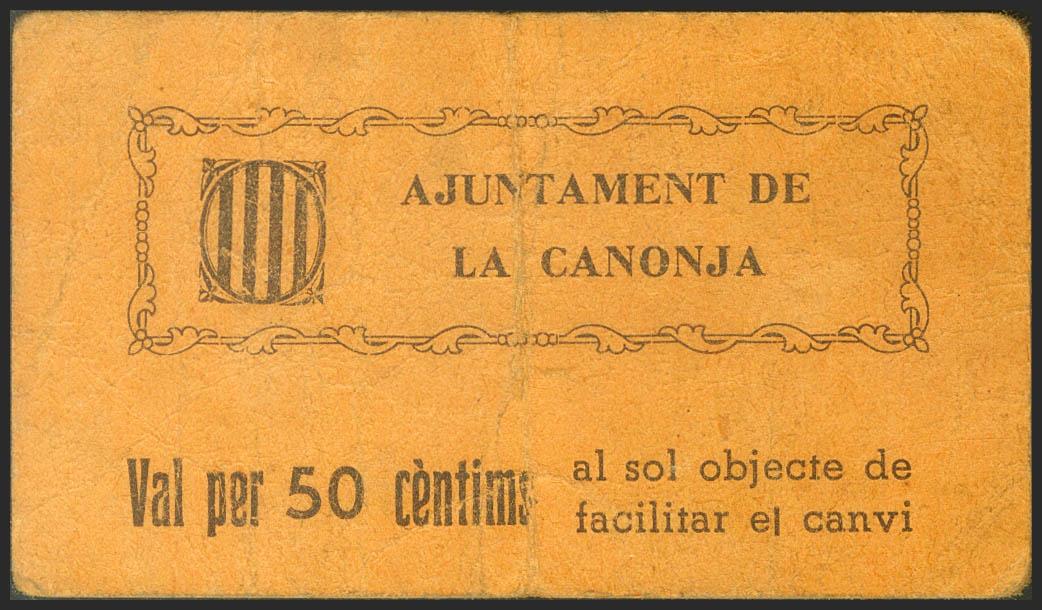 AJUNTAMENT DE
LA CANONJA
Val per 50 cèntims
al sol objecte de
facilitar el canvi